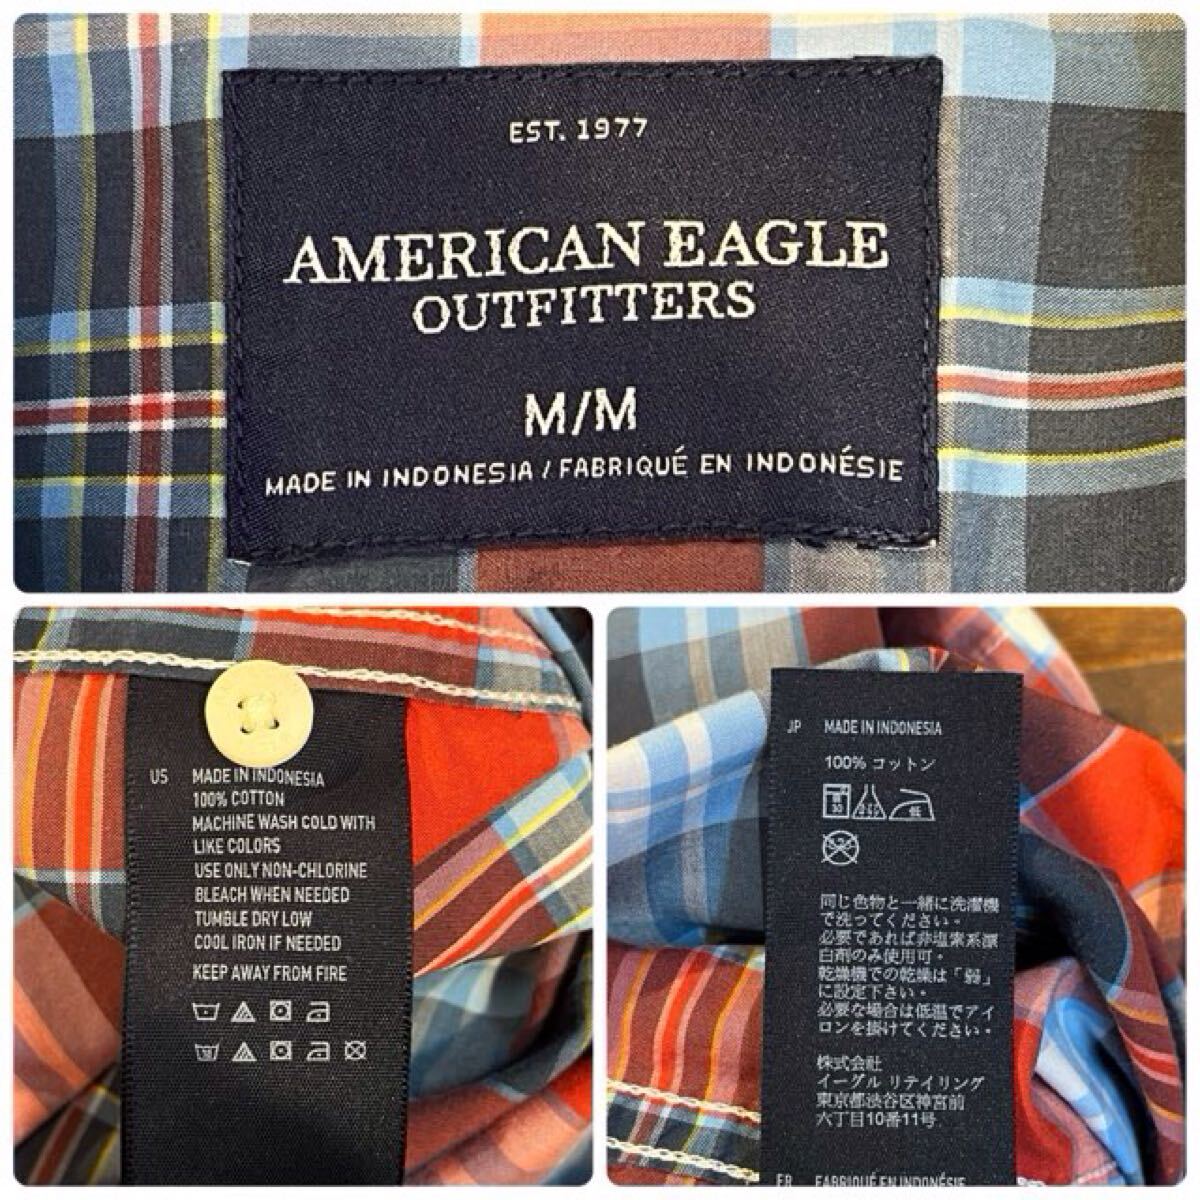 EST. 1977
AMERICAN EAGLE
OUTFITTERS
M/M
MADE IN INDONESIA / FABRIQUÉ EN INDONÉSIE
US MADE IN INDONESIA
100% COTTON
MACHINE WASH COLD WITH
LIKE COLORS
USE ONLY NON-CHLORINE
BLEACH WHEN NEEDED
TUMBLE DRY LOW
COOL IRON IF NEEDED
KEEP AWAY FROM FIRE
30
JP MADE IN INDONESIA
100% コットン
30 低
同じ色物と一緒に洗濯機
で洗ってください。
必要であれば非塩素系漂
白剤のみ使用可。
乾燥機での乾燥は「弱」
に設定下さい。
必要な場合は低温でアイ
ロンを掛けてください。
株式会社
イーグル リテイリング
東京都渋谷区神宮前
六丁目10番11号
FR FABRIQUÉ EN INDONÉSIE